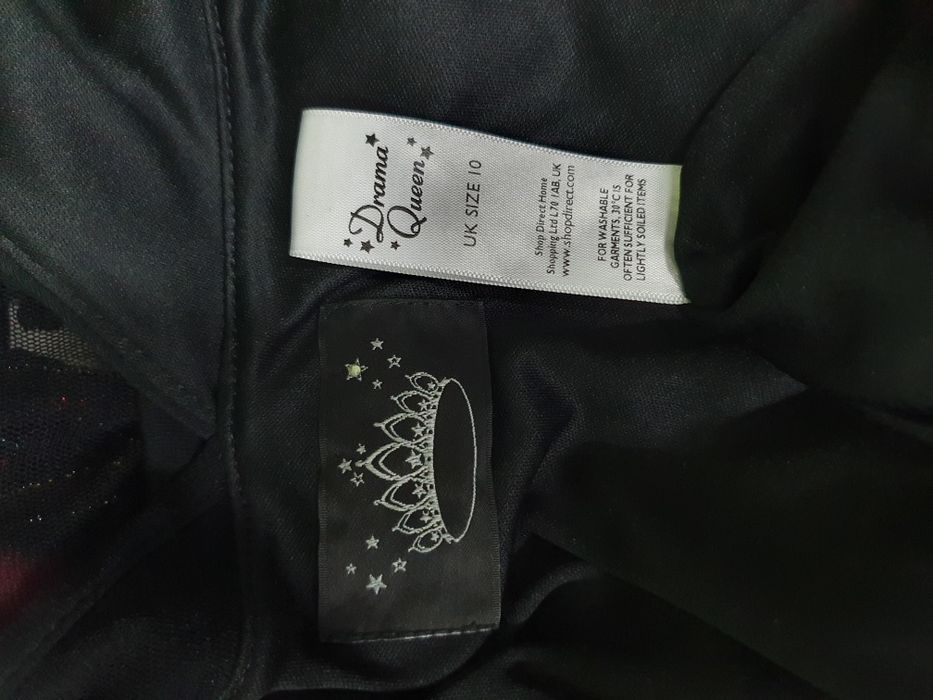 Drama
Queen
UK SIZE 10
Shop Direct Home
Shopping Ltd L70 1AB, UK
www.shopdirect.com
FOR WASHABLE
GARMENTS, 30°C IS
OFTEN SUFFICIENT FOR
LIGHTLY SOILED ITEMS